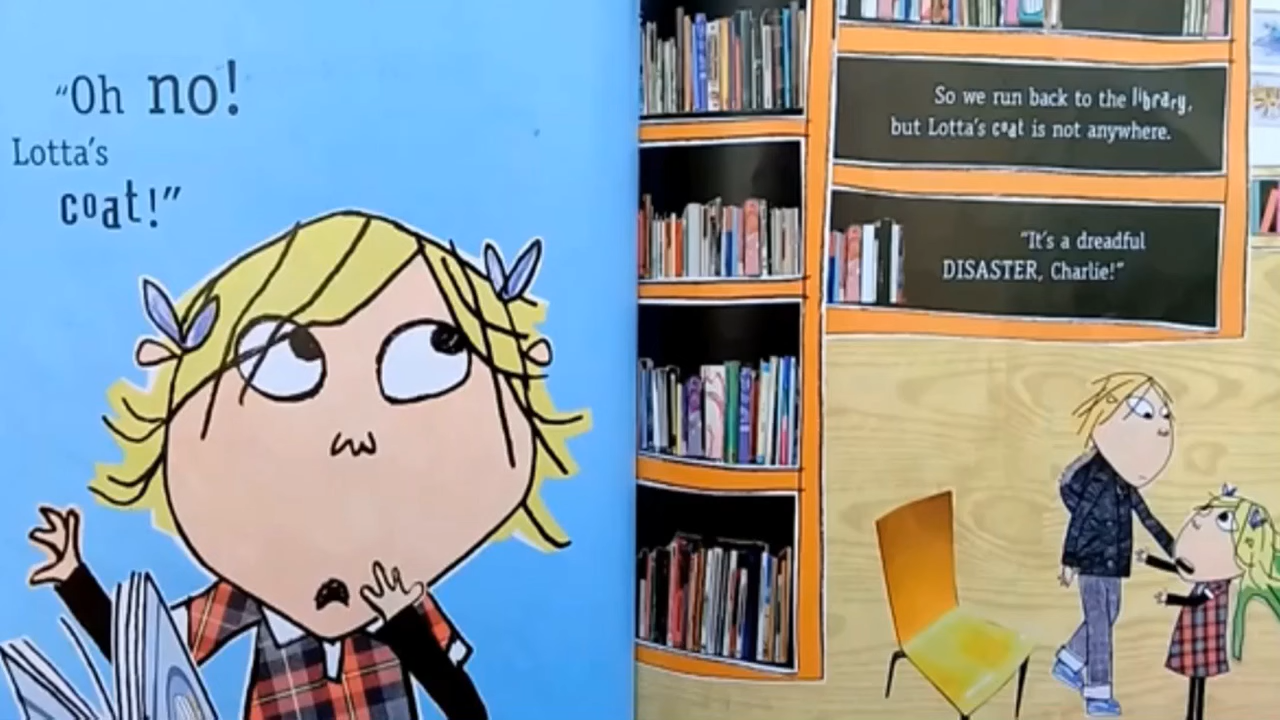 “Oh no!
Lotta’s
coat!”
So we run back to the library,
but Lotta’s coat is not anywhere.
“It’s a dreadful
DISASTER, Charlie!”